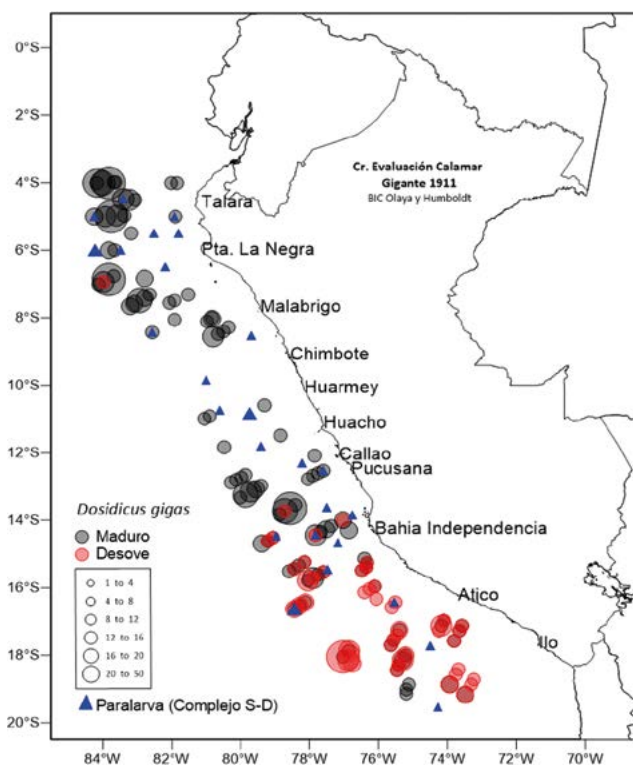 0°S
2°S
4°S
6°S
8°S
10°S
12°S
14°S
16°S
18°S
20°S
Cr. Evaluación Calamar
Gigante 1911
BIC Olaya y Humboldt
Talara
Pta. La Negra
Malabrigo
Chimbote
Huarmey
Huacho
Callao
Pucusana
Bahia Independencia
Atico
Ilo
Dosidicus gigas
Maduro
Desove
1 to 4
4 to 8
8 to 12
12 to 16
16 to 20
20 to 50
Paralarva (Complejo S-D)
84°W 82°W 80°W 78°W 76°W 74°W 72°W 70°W 68°W